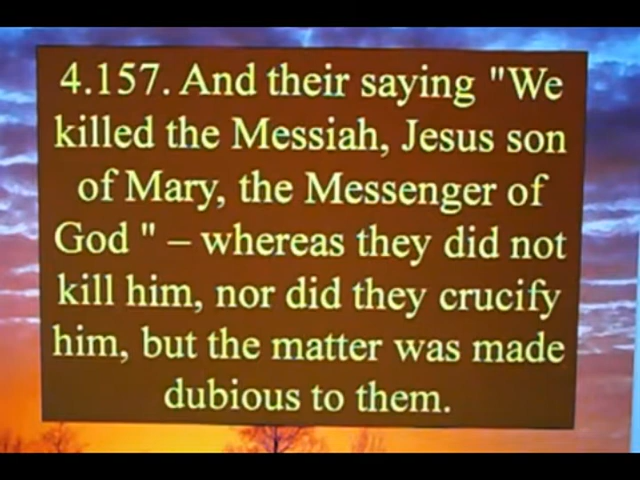 4.157. And their saying "We
killed the Messiah, Jesus son
of Mary, the Messenger of
God " – whereas they did not
kill him, nor did they crucify
him, but the matter was made
dubious to them.